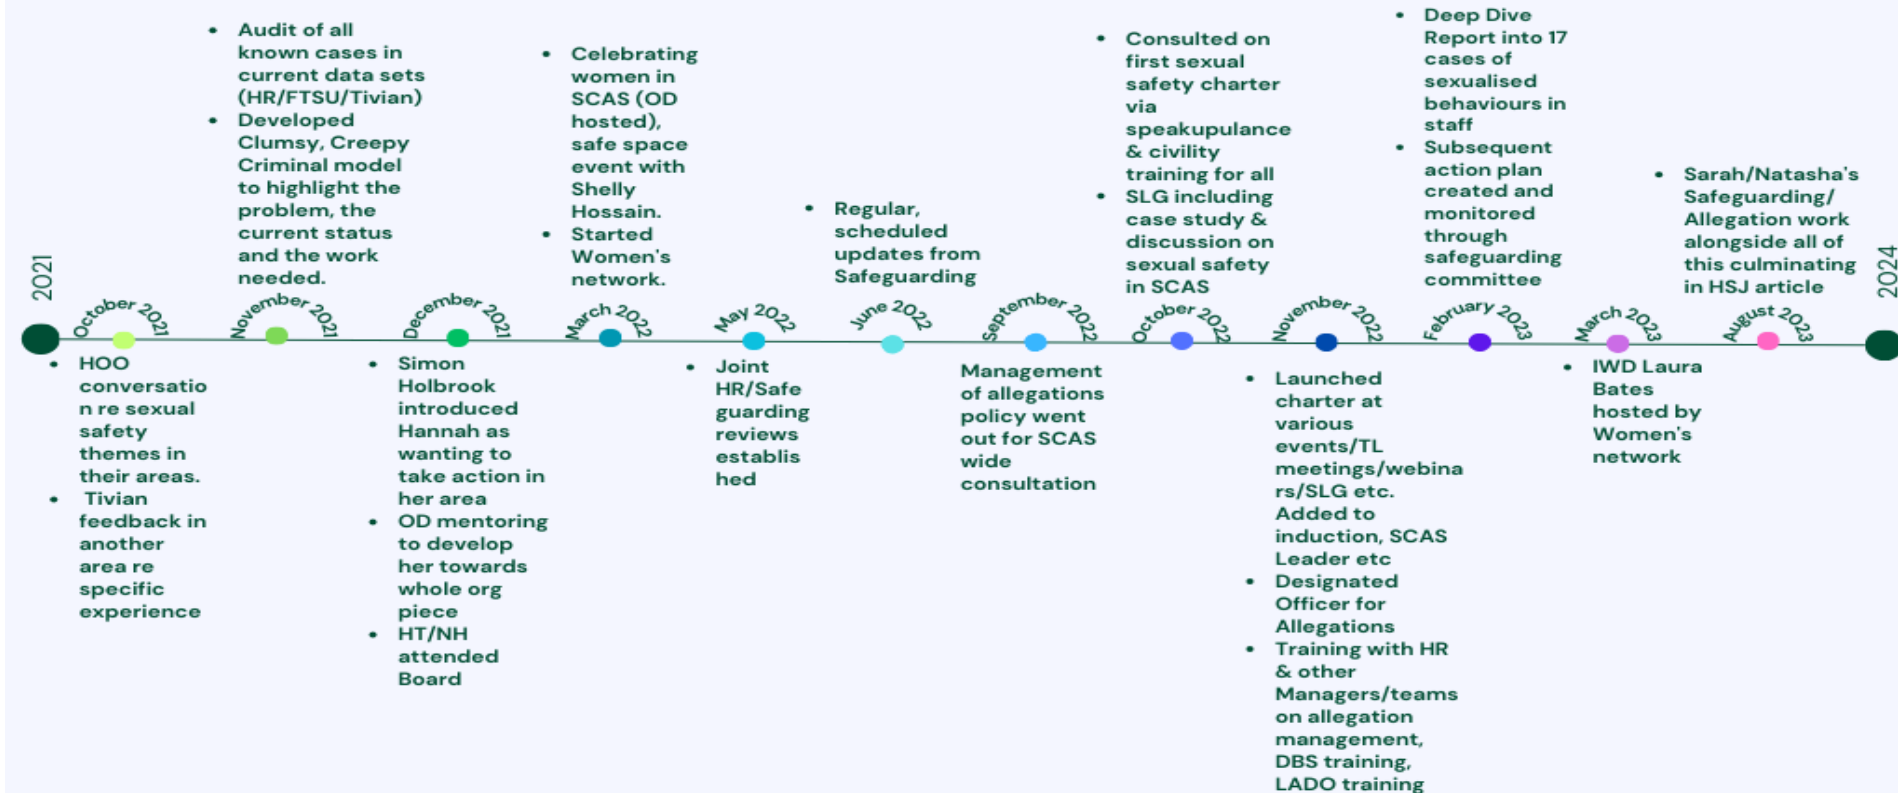 2021
October 2021
• HOO
conversatio
n re sexual
safety
themes in
their areas.
• Tivian
feedback in
another
area re
specific
experience
• Audit of all
known cases in
current data sets
(HR/FTSU/Tivian)
• Developed
Clumsy, Creepy
Criminal model
to highlight the
problem, the
current status
and the work
needed.
November 2021
December 2021
• Simon
Holbrook
introduced
Hannah as
wanting to
take action in
her area
• OD mentoring
to develop
her towards
whole org
piece
• HT/NH
attended
Board
• Celebrating
women in
SCAS (OD
hosted),
safe space
event with
Shelly
Hossain.
• Started
Women's
network.
March 2022
May 2022
• Joint
HR/Safe
guarding
reviews
establis
hed
• Regular,
scheduled
updates from
Safeguarding
June 2022
September 2022
Management
of allegations
policy went
out for SCAS
wide
consultation
• Consulted on
first sexual
safety charter
via
speakupulance
& civility
training for all
• SLG including
case study &
discussion on
sexual safety
in SCAS
October 2022
November 2022
• Launched
charter at
various
events/TL
meetings/webina
rs/SLG etc.
Added to
induction, SCAS
Leader etc
• Designated
Officer for
Allegations
• Training with HR
& other
Managers/teams
on allegation
management,
DBS training,
LADO training
• Deep Dive
Report into 17
cases of
sexualised
behaviours in
staff
• Subsequent
action plan
created and
monitored
through
safeguarding
committee
February 2023
March 2023
• IWD Laura
Bates
hosted by
Women's
network
• Sarah/Natasha's
Safeguarding/
Allegation work
alongside all of
this culminating
in HSJ article
August 2023
2024